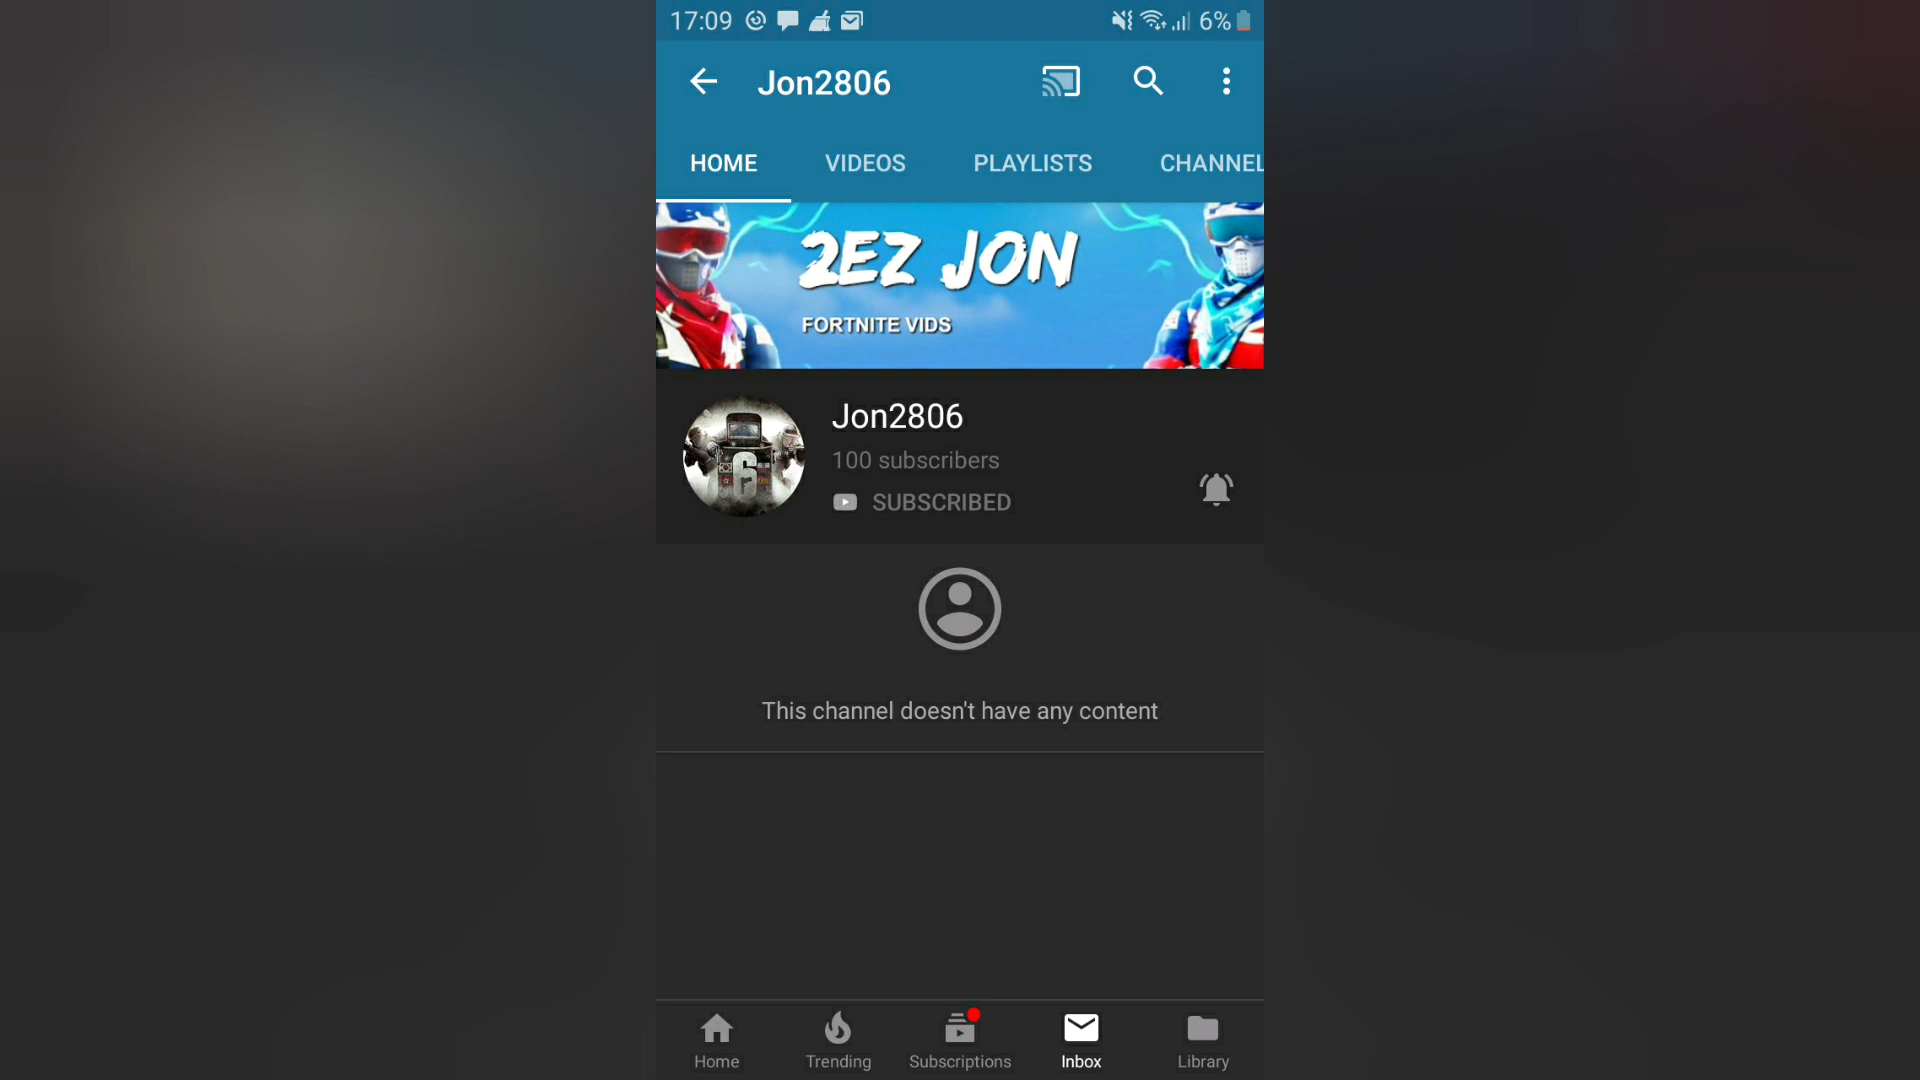 17:09
6%
Jon2806
HOME VIDEOS PLAYLISTS CHANNEL
2EZ JON
FORTNITE VIDS
6
Jon2806
100 subscribers
SUBSCRIBED
This channel doesn't have any content
Home Trending Subscriptions Inbox Library